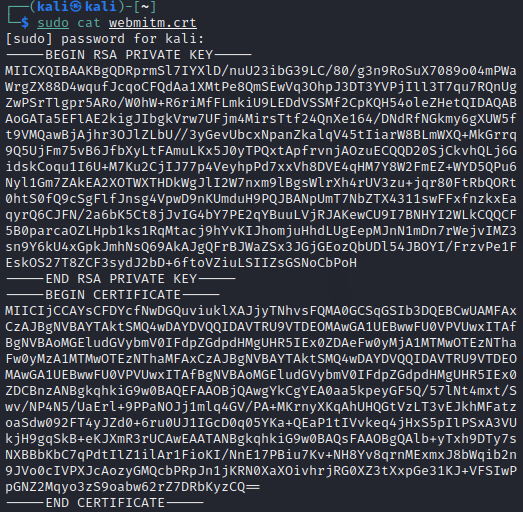 ┌──(kali㉿kali)-[~]
└─$ sudo cat webmitm.crt
[sudo] password for kali:
-----BEGIN RSA PRIVATE KEY-----
MIICXQIBAAKBgQDRprmSl7IYXlD/nuU23ibG39LC/80/g3n9RoSuX7089o04mPWa
WrgZX88D4wqufJcqoCFQdAa1XMtPe8QmSEwVq3OhpJ3DT3YVPjIll3T7qu7RQnUg
ZwPSrTlgpr5ARo/W0hW+R6riMfFLmkiU9LEDdVSSMf2CpKQH54oleZHetQIDAQAB
AoGATa5EFlAE2kigJIbgkVrw7UFjm4MirsTtf24QnXe164/DNdRfNGkmy6gXUW5f
t9VMQawBjAjhr3OJlZLbU//3yGevUbcxNpanZkalqV45tIiarW8BLmWXQ+MkGrrq
9Q5UjFm75vB6JfbXyLtFAmuLKx5J0yTPQxtApfrvnjAOzuECQQD20SjCkvhQLj6G
idskCoqu1I6U+M7Ku2CjIJ77p4VeyhpPd7xxVh8DVE4qHM7Y8W2FmEZ+WYD5QPu6
Nyl1Gm7ZAkEA2XOTWXTHDkWgJlI2W7nxm9lBgsWlrXh4rUV3zu+jqr80FtRbQORt
0htS0fQ9cSgFlfJnsg4VpwD9nKUmduH9PQJBANpUmT7NbZTX4311swFFxfnzkxEa
qyrQ6CJFN/2a6bK5Ct8jJvIG4bY7PE2qYBuuLVjRJAKewCU9I7BNHYI2WLkCQQCF
5B0parcaOZLHpb1ks1RqMtacj9hYvKIJhomjuHhdLUgEepMJnN1mDn7rWejvIMZ3
sn9Y6kU4xGpkJmhNsQ69AkAJgQFrBJWaZSx3JGjGEozQbUDl54JBOYI/FrzvPe1F
EskOS27T8ZCF3sydJ2bD+6ftoVZiuLSIIZsGSNoCbPoH
-----END RSA PRIVATE KEY-----
-----BEGIN CERTIFICATE-----
MIICIjCCAYsCFDYcfNwDGQuviuklXAJjyTNhvsFQMA0GCSqGSIb3DQEBCwUAMFAx
CzAJBgNVBAYTAktSMQ4wDAYDVQQIDAVTRU9VTDEOMAwGA1UEBwwFU0VPVUwxITAf
BgNVBAoMGEludGVybmV0IFdpZGdpdHMgUHR5IEx0ZDAeFw0yMjA1MTMwOTEzNTha
Fw0yMzA1MTMwOTEzNThaMFAxCzAJBgNVBAYTAktSMQ4wDAYDVQQIDAVTRU9VTDEO
MAwGA1UEBwwFU0VPVUwxITAfBgNVBAoMGEludGVybmV0IFdpZGdpdHMgUHR5IEx0
ZDCBnzANBgkqhkiG9w0BAQEFAAOBjQAwgYkCgYEA0aa5kpeyGF5Q/57lNt4mxt/S
wv/NP4N5/UaErl+9PPaNOJj1mlq4GV/PA+MKrnyXKqAhUHQGtVzLT3vEJkhMFatz
oaSdw092FT4yJZd0+6ru0UJ1IGcD0q05YKa+QEaP1tIVvkeq4jHxS5pIlPSxA3VU
kjH9gqSkB+eKJXmR3rUCAwEAATANBgkqhkiG9w0BAQsFAAOBgQAlb+yTxh9DTy7s
NXBBbKbC7qPdtIlZ1ilAr1FioKI/NnE17PBiu7Kv+NH8Yv8qrnMExmxJ8bWqib2n
9JVo0cIVPXJcAozyGMQcbPRpJn1jKRN0XaXOivhrjRG0XZ3tXxpGe31KJ+VFSIwP
pGNZ2Mqyo3zS9oabw62rZ7DRbKyzCQ==
-----END CERTIFICATE-----